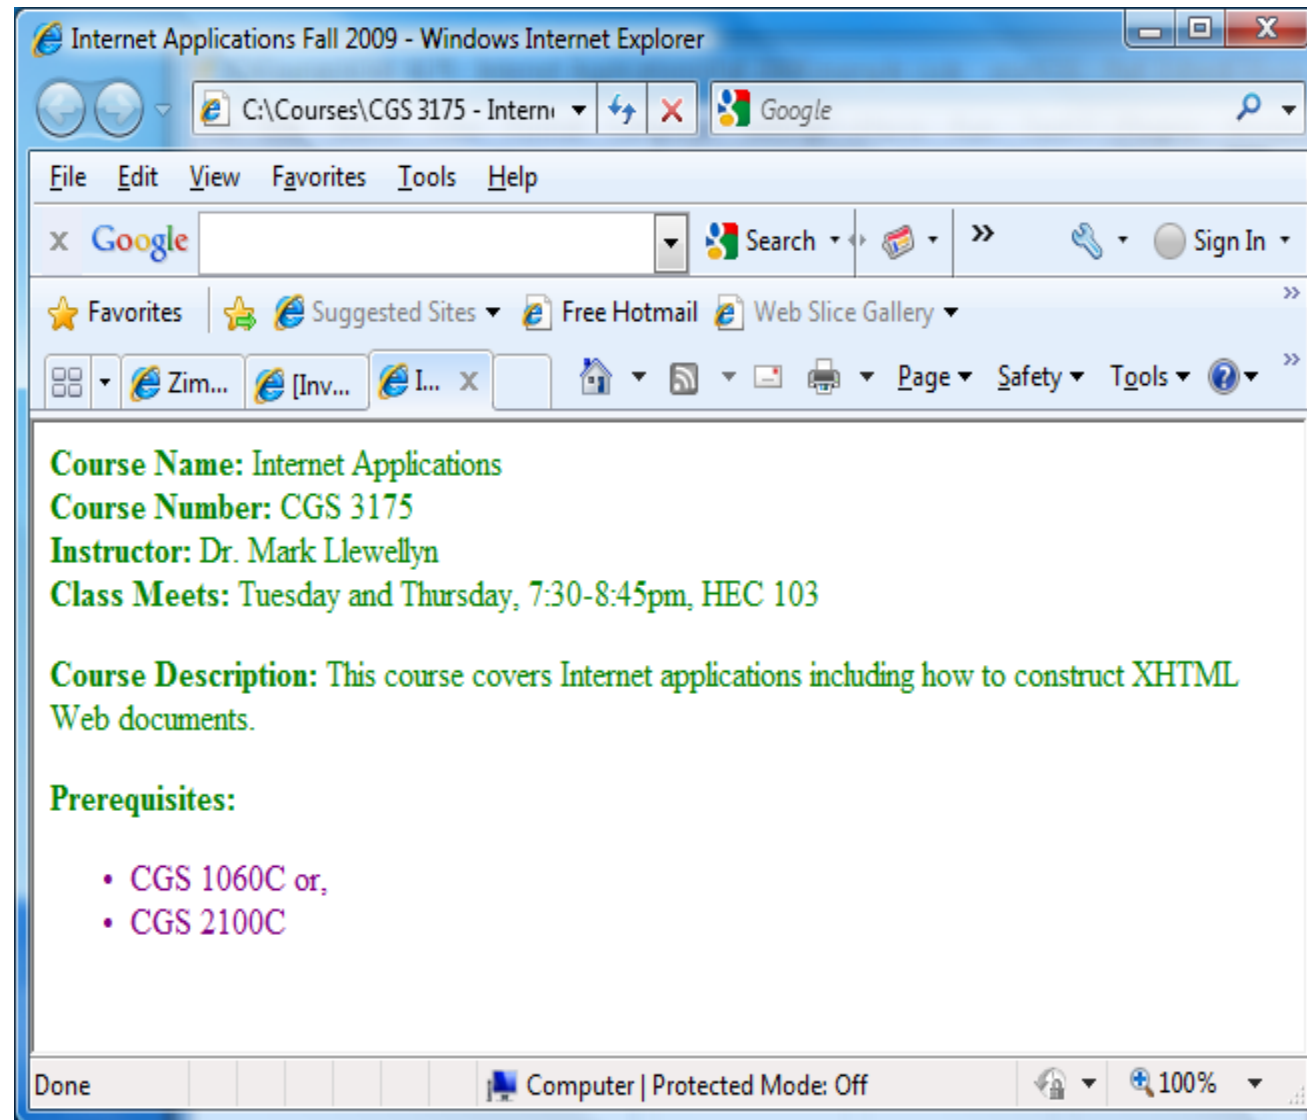 Internet Applications Fall 2009 - Windows Internet Explorer
C:\Courses\CGS 3175 - Intern Google
File Edit View Favorites Tools Help
x Google Search » Sign In
Favorites Suggested Sites Free Hotmail Web Slice Gallery »
Zim... [Inv... I... x Page Safety Tools »
Course Name: Internet Applications
Course Number: CGS 3175
Instructor: Dr. Mark Llewellyn
Class Meets: Tuesday and Thursday, 7:30-8:45pm, HEC 103
Course Description: This course covers Internet applications including how to construct XHTML
Web documents.
Prerequisites:
• CGS 1060C or,
• CGS 2100C
Done Computer | Protected Mode: Off 100%